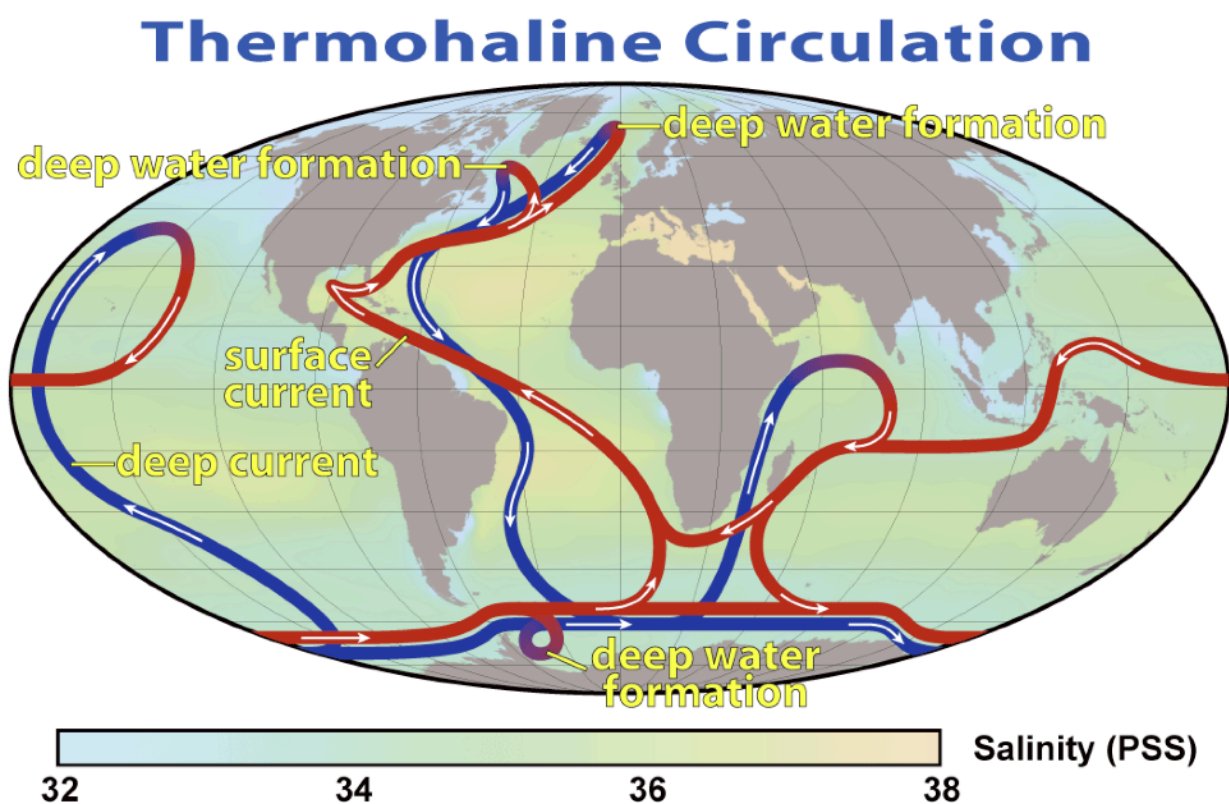 Thermohaline Circulation
deep water formation
deep water formation
surface
current
deep current
deep water
formation
Salinity (PSS)
32
34
36
38